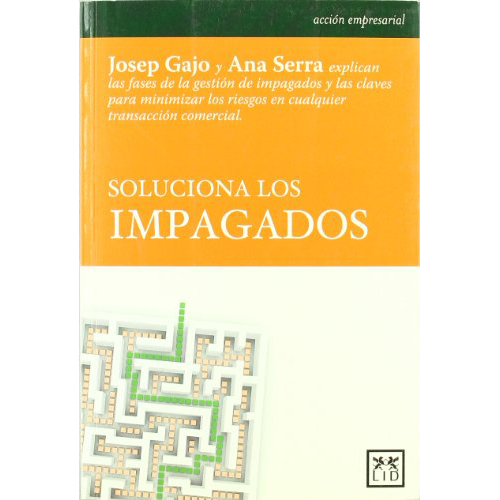 acción empresarial
Josep Gajo y Ana Serra explican
las fases de la gestión de impagados y las claves
para minimizar los riesgos en cualquier
transacción comercial.
SOLUCIONA LOS
IMPAGADOS
LID